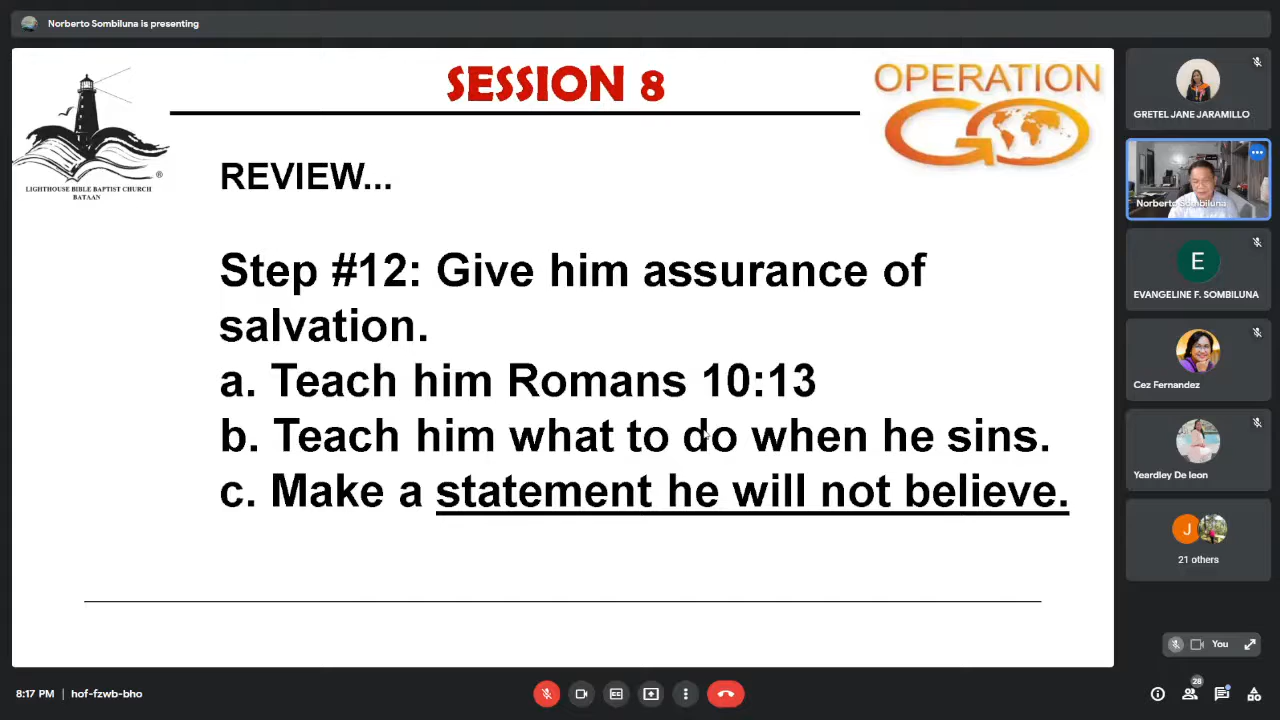 Norberto Sombiluna is presenting
SESSION 8
OPERATION
GO
LIGHTHOUSE BIBLE BAPTIST CHURCH
BATAAN
®
REVIEW...
Step #12: Give him assurance of
salvation.
a. Teach him Romans 10:13
b. Teach him what to do when he sins.
c. Make a statement he will not believe.
GRETEL JANE JARAMILLO
Norberto Sombiluna
E
EVANGELINE F. SOMBILUNA
Cez Fernandez
Yeardley De leon
J
21 others
You
8:17 PM | hof-fzwb-bho
28